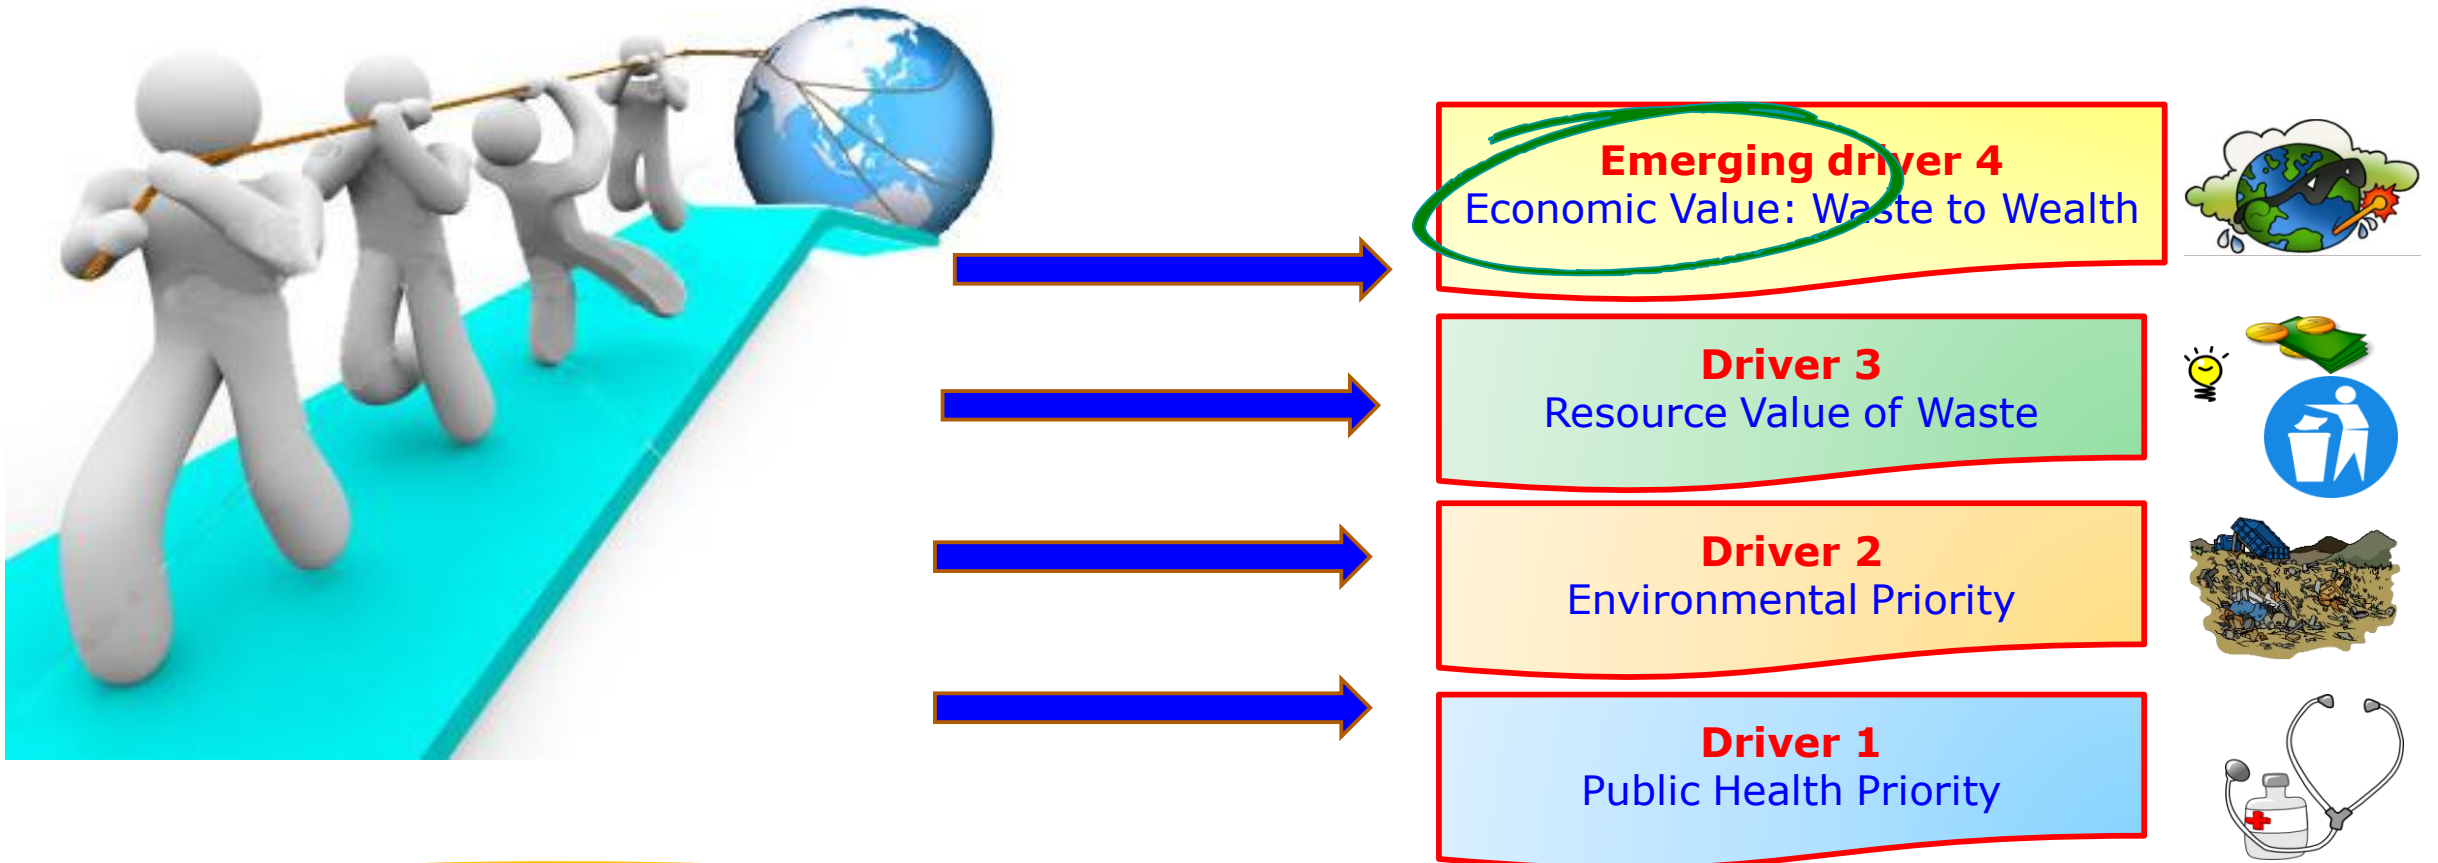 Emerging driver 4
Economic Value: Waste to Wealth
Driver 3
Resource Value of Waste
Driver 2
Environmental Priority
Driver 1
Public Health Priority